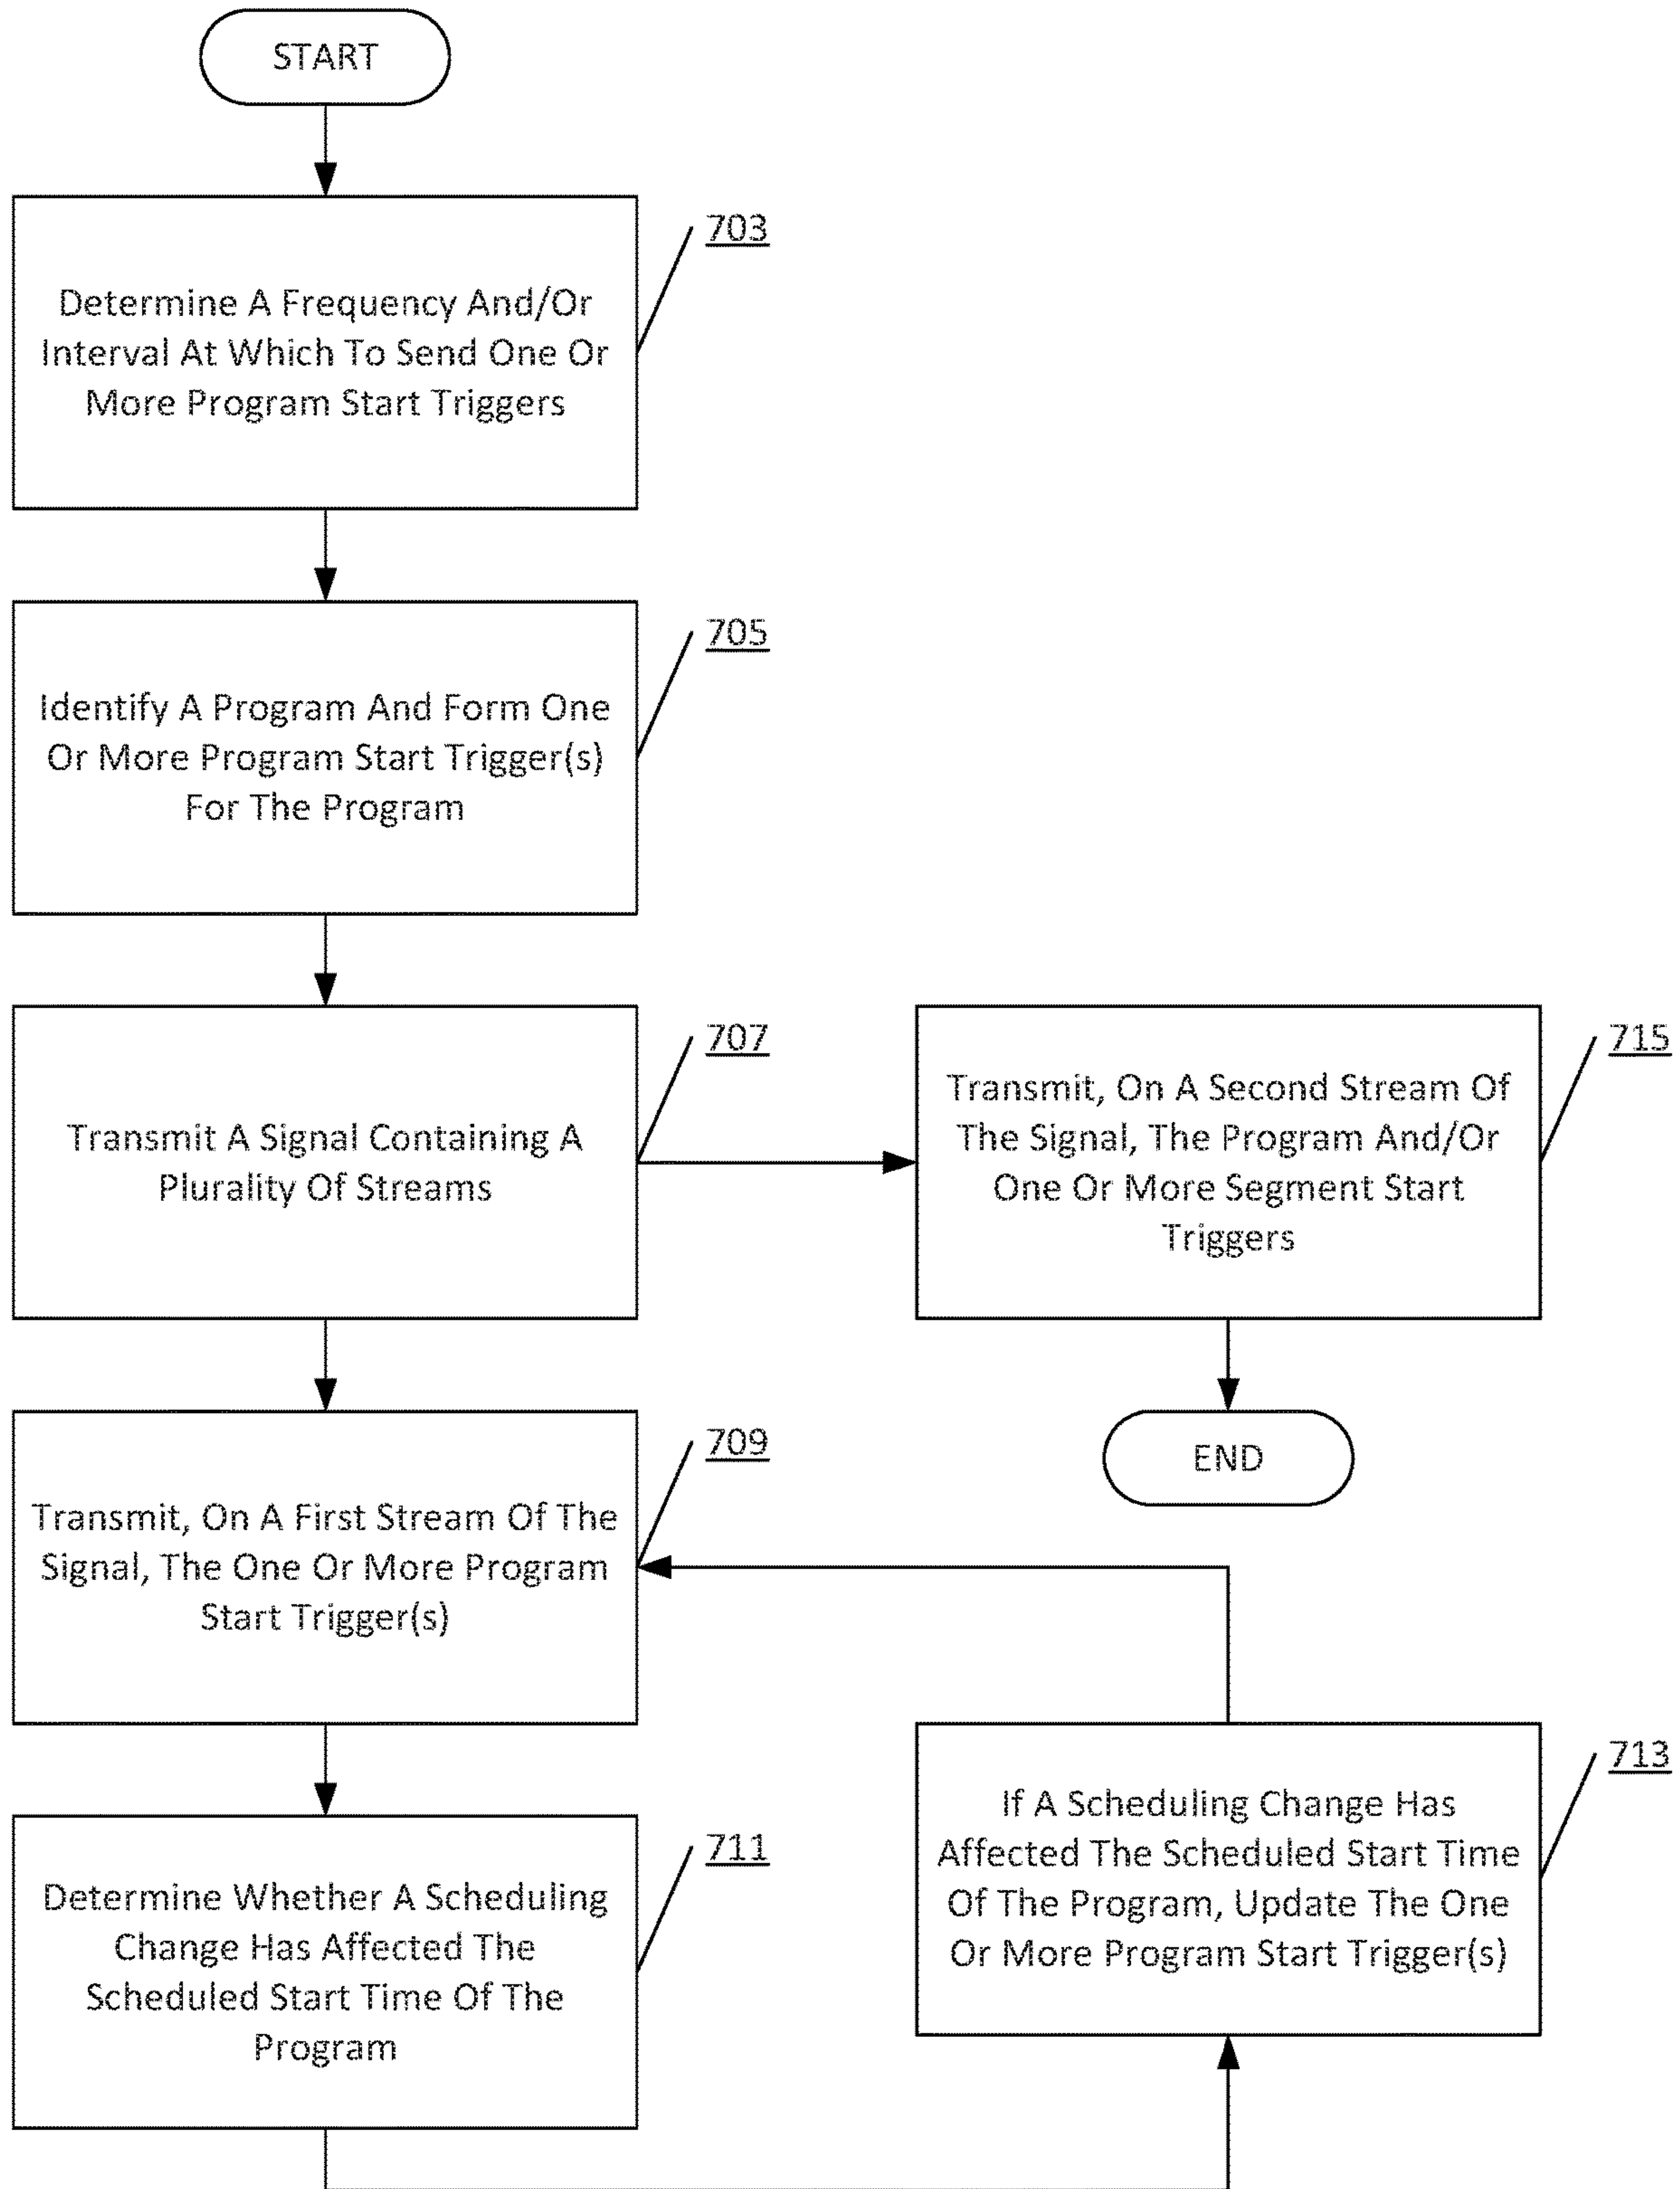 START
703
Determine A Frequency And/Or
Interval At Which To Send One Or
More Program Start Triggers
705
Identify A Program And Form One
Or More Program Start Trigger(s)
For The Program
707
Transmit A Signal Containing A
Plurality Of Streams
715
Transmit, On A Second Stream Of
The Signal, The Program And/Or
One Or More Segment Start
Triggers
END
709
Transmit, On A First Stream Of The
Signal, The One Or More Program
Start Trigger(s)
711
Determine Whether A Scheduling
Change Has Affected The
Scheduled Start Time Of The
Program
713
If A Scheduling Change Has
Affected The Scheduled Start Time
Of The Program, Update The One
Or More Program Start Trigger(s)